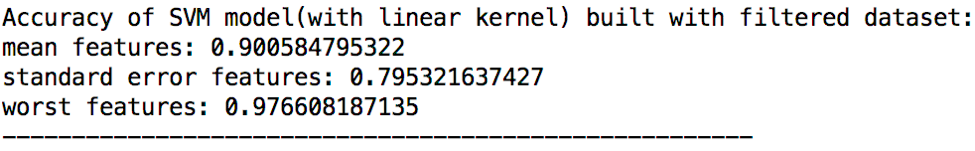 Accuracy of SVM model(with linear kernel) built with filtered dataset:
mean features: 0.900584795322
standard error features: 0.795321637427
worst features: 0.976608187135
------------------------------------------------------